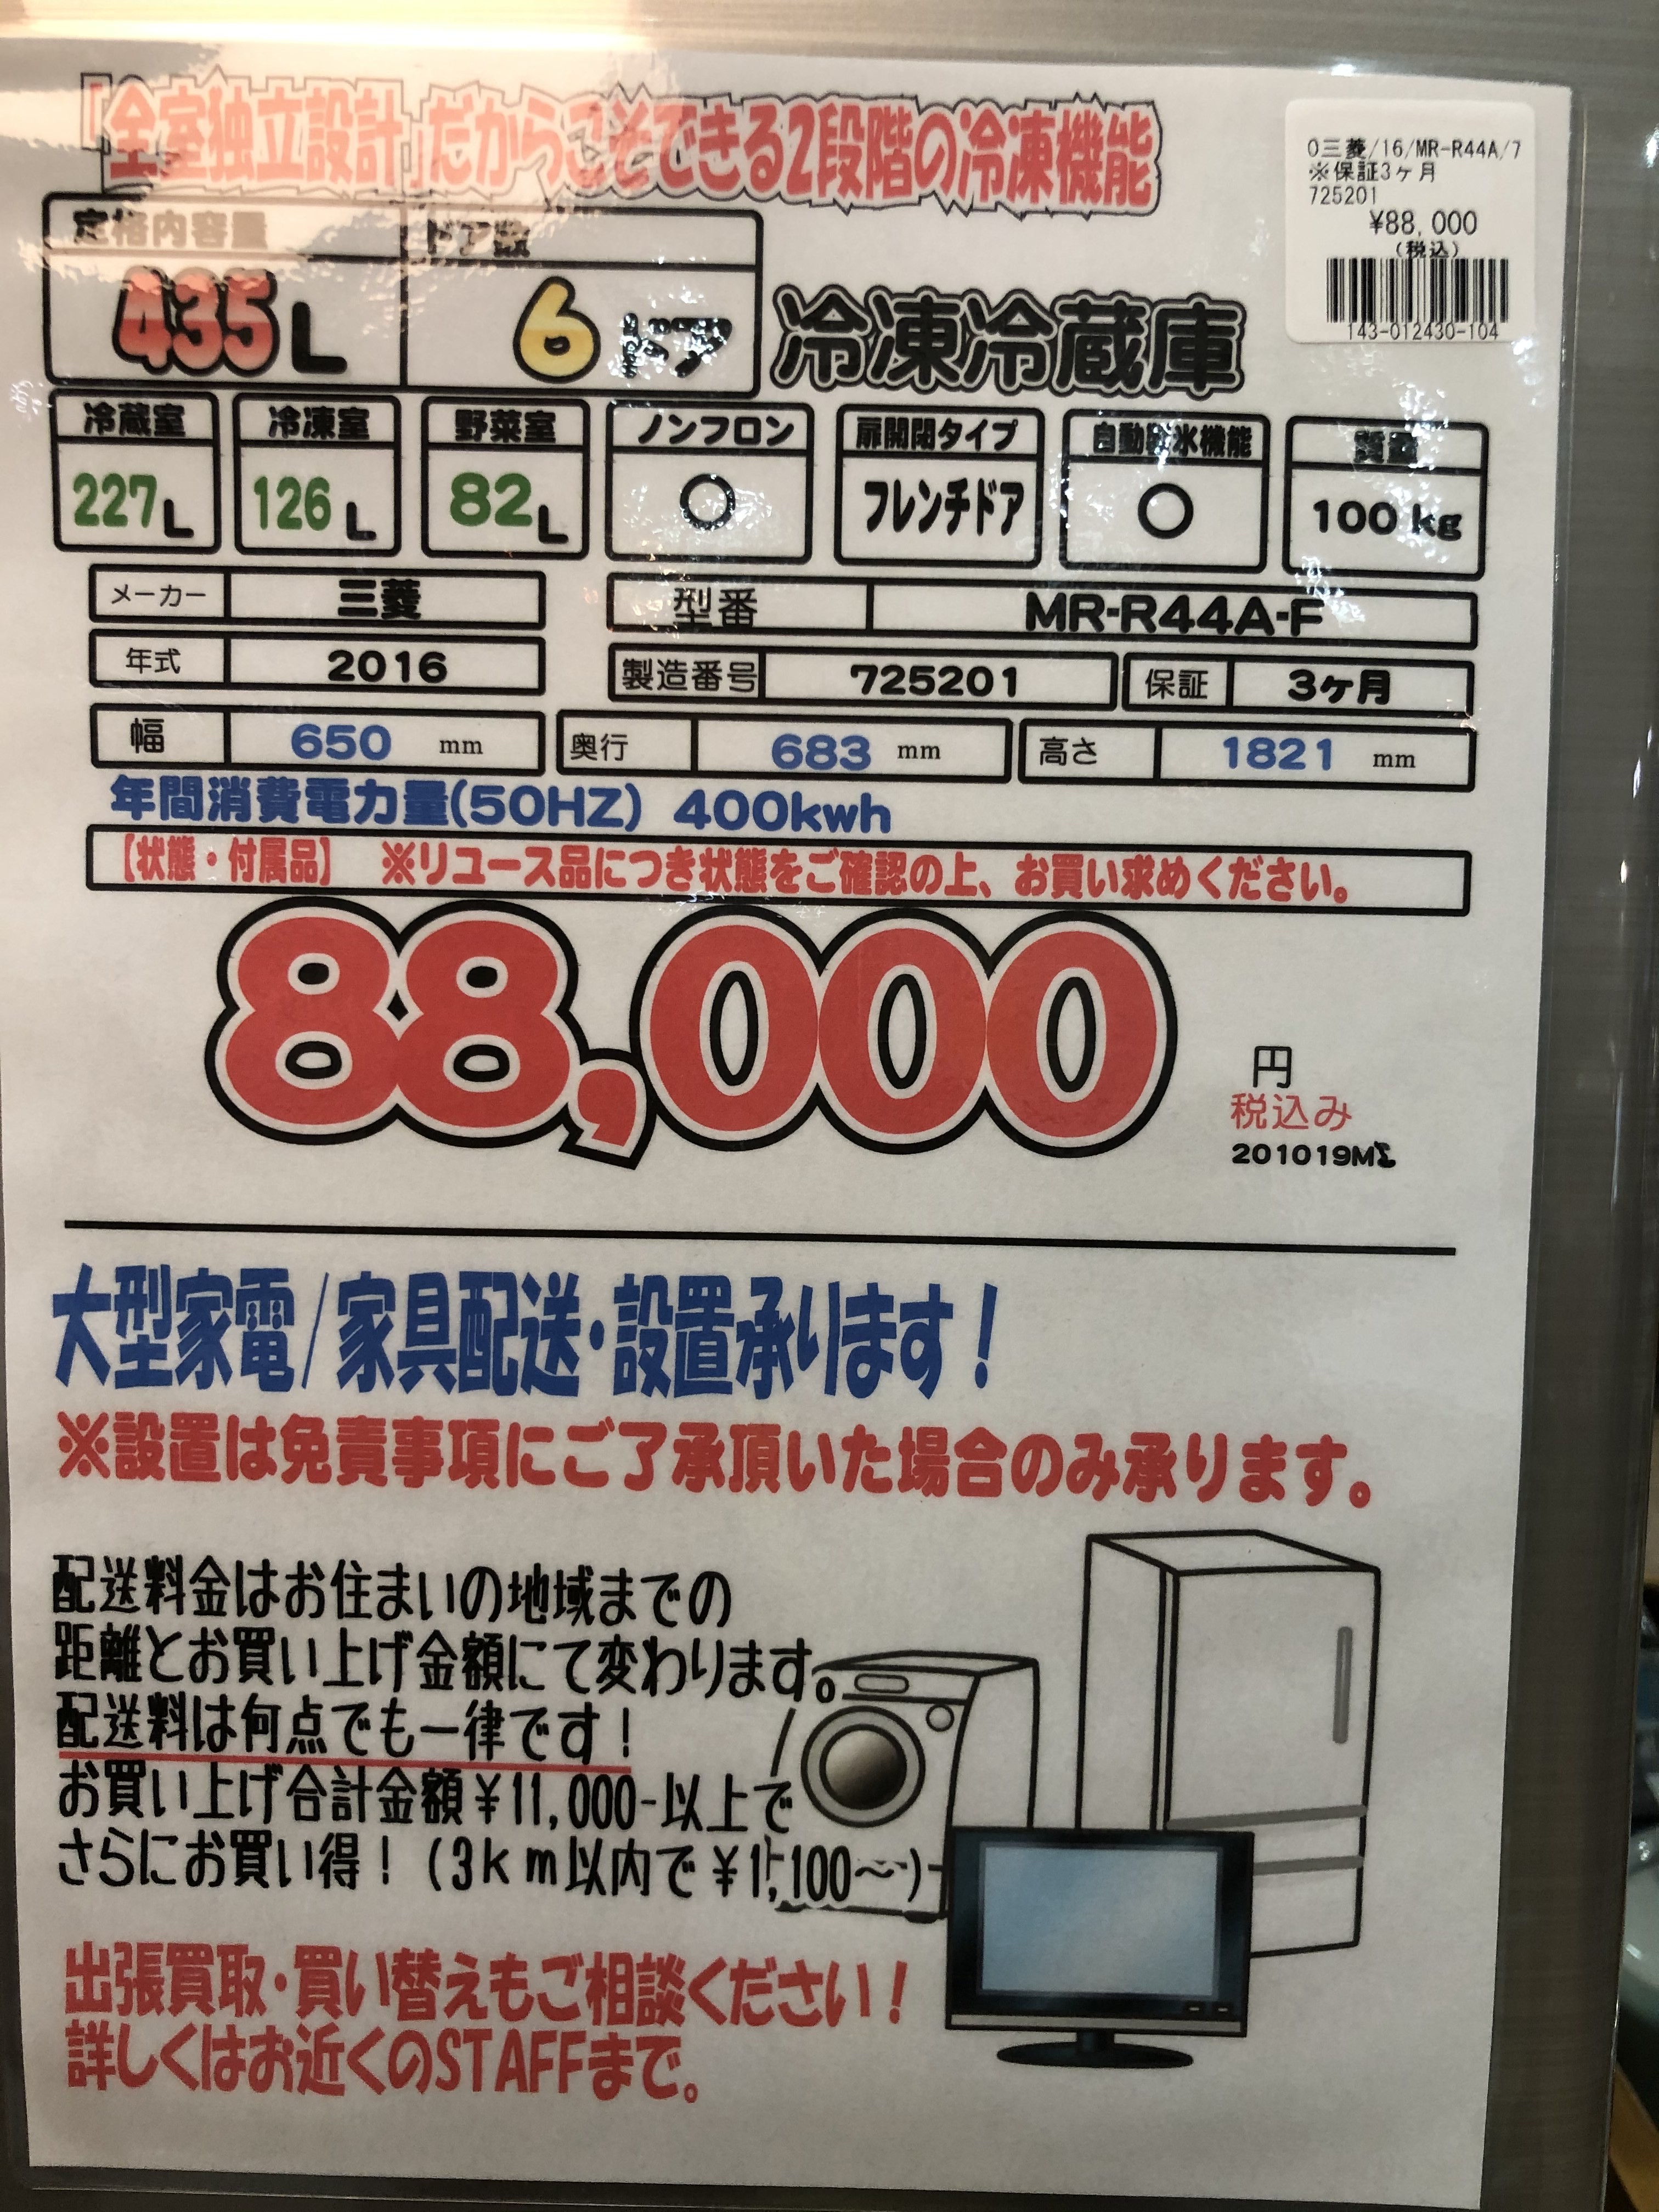 「全室独立設計」だからこそできる2段階の冷凍機能
0三菱/16/MR-R44A/7
※保証3ヶ月
725201
¥88,000
(税込)
143-012430-104
定格内容量 ドア数
435L 6ドア 冷凍冷蔵庫
冷蔵室 冷凍室 野菜室 ノンフロン 扉開閉タイプ 自動製氷機能 質量
227L 126L 82L ○ フレンチドア ○ 100kg
メーカー 三菱 型番 MR-R44A-F
年式 2016 製造番号 725201 保証 3ヶ月
幅 650 mm 奥行 683 mm 高さ 1821 mm
年間消費電力量(50HZ) 400kwh
【状態・付属品】 ※リユース品につき状態をご確認の上、お買い求めください。
88,000 円
税込み
201019M
大型家電/家具配送・設置承ります!
※設置は免責事項にご了承頂いた場合のみ承ります。
配送料金はお住まいの地域までの
距離とお買い上げ金額にて変わります。
配送料は何点でも一律です!
お買い上げ合計金額¥11,000-以上で
さらにお買い得!(3km以内で¥1,100~)
出張買取・買い替えもご相談ください!
詳しくはお近くのSTAFFまで。